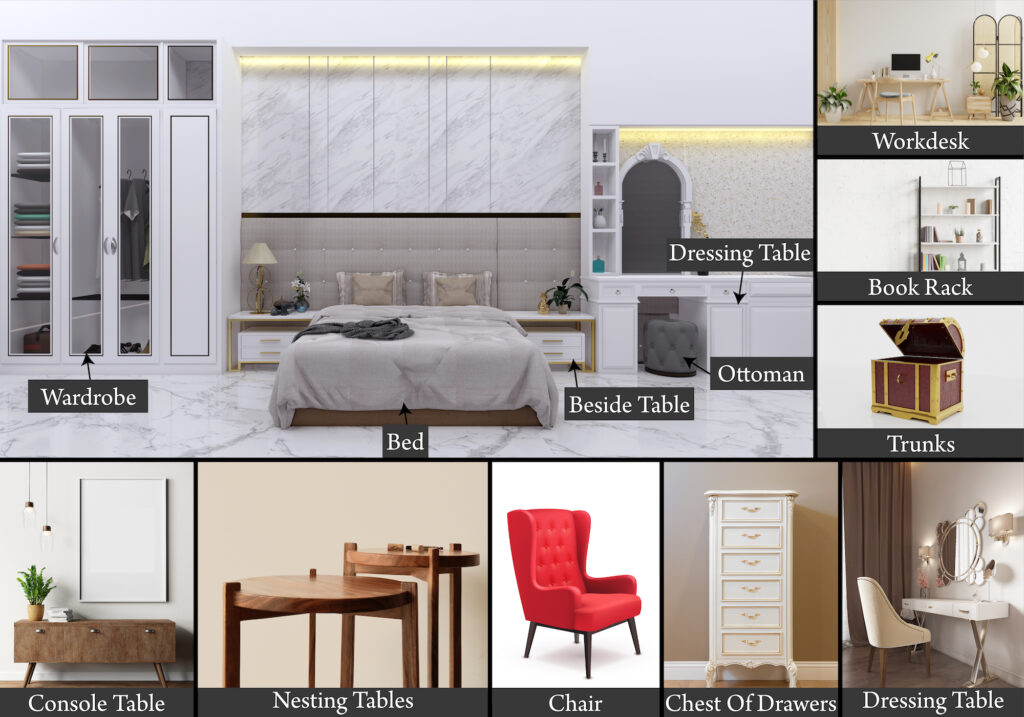 Workdesk
Book Rack
Dressing Table
Ottoman
Wardrobe
Beside Table
Bed
Trunks
Console Table
Nesting Tables
Chair
Chest Of Drawers
Dressing Table